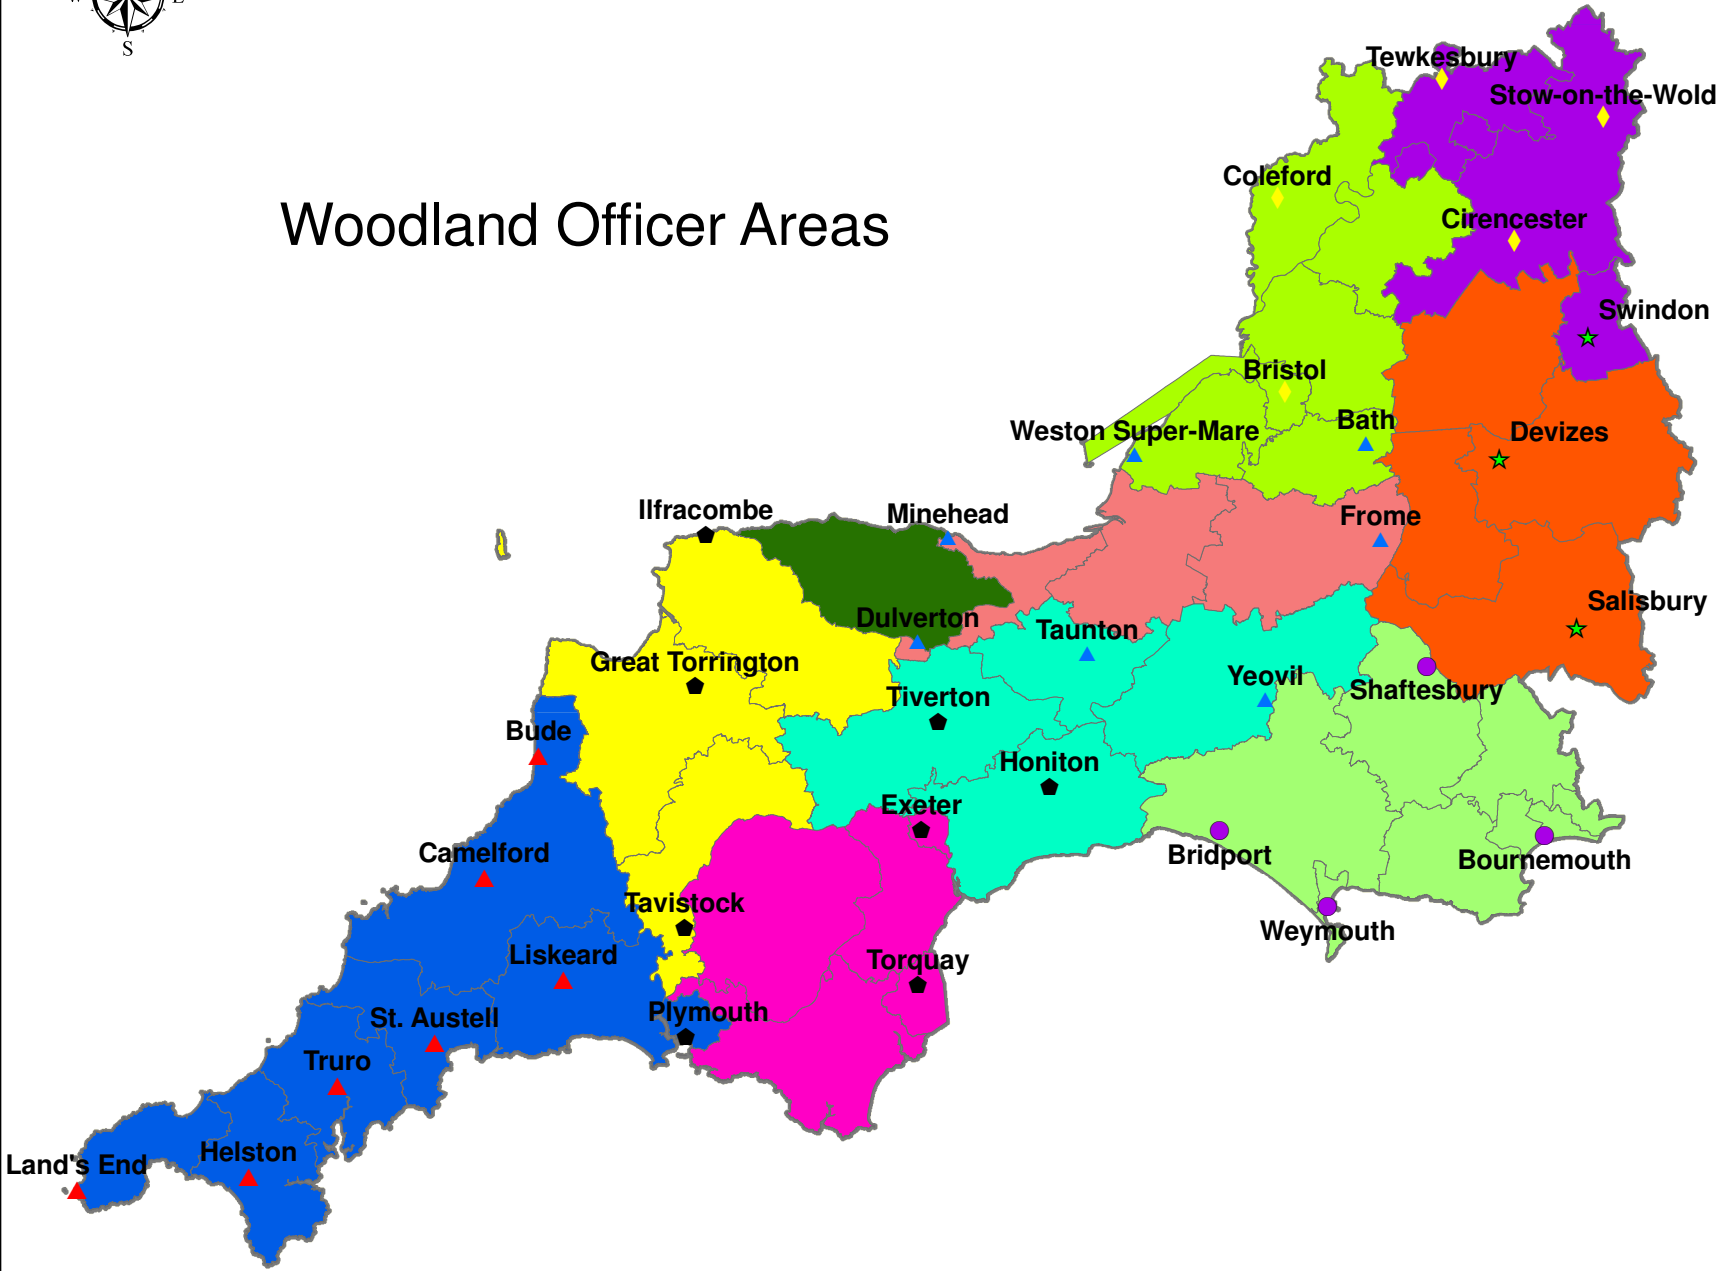 S
Tewkesbury
Stow-on-the-Wold
Coleford
Woodland Officer Areas
Cirencester
Swindon
Bristol
Bath
Weston Super-Mare
Devizes
Ilfracombe
Minehead
Frome
Salisbury
Dulverton
Taunton
Great Torrington
Yeovil
Shaftesbury
Tiverton
Bude
Honiton
Exeter
Camelford
Bridport
Bournemouth
Tavistock
Weymouth
Liskeard
Torquay
Plymouth
St. Austell
Truro
Helston
Land's End